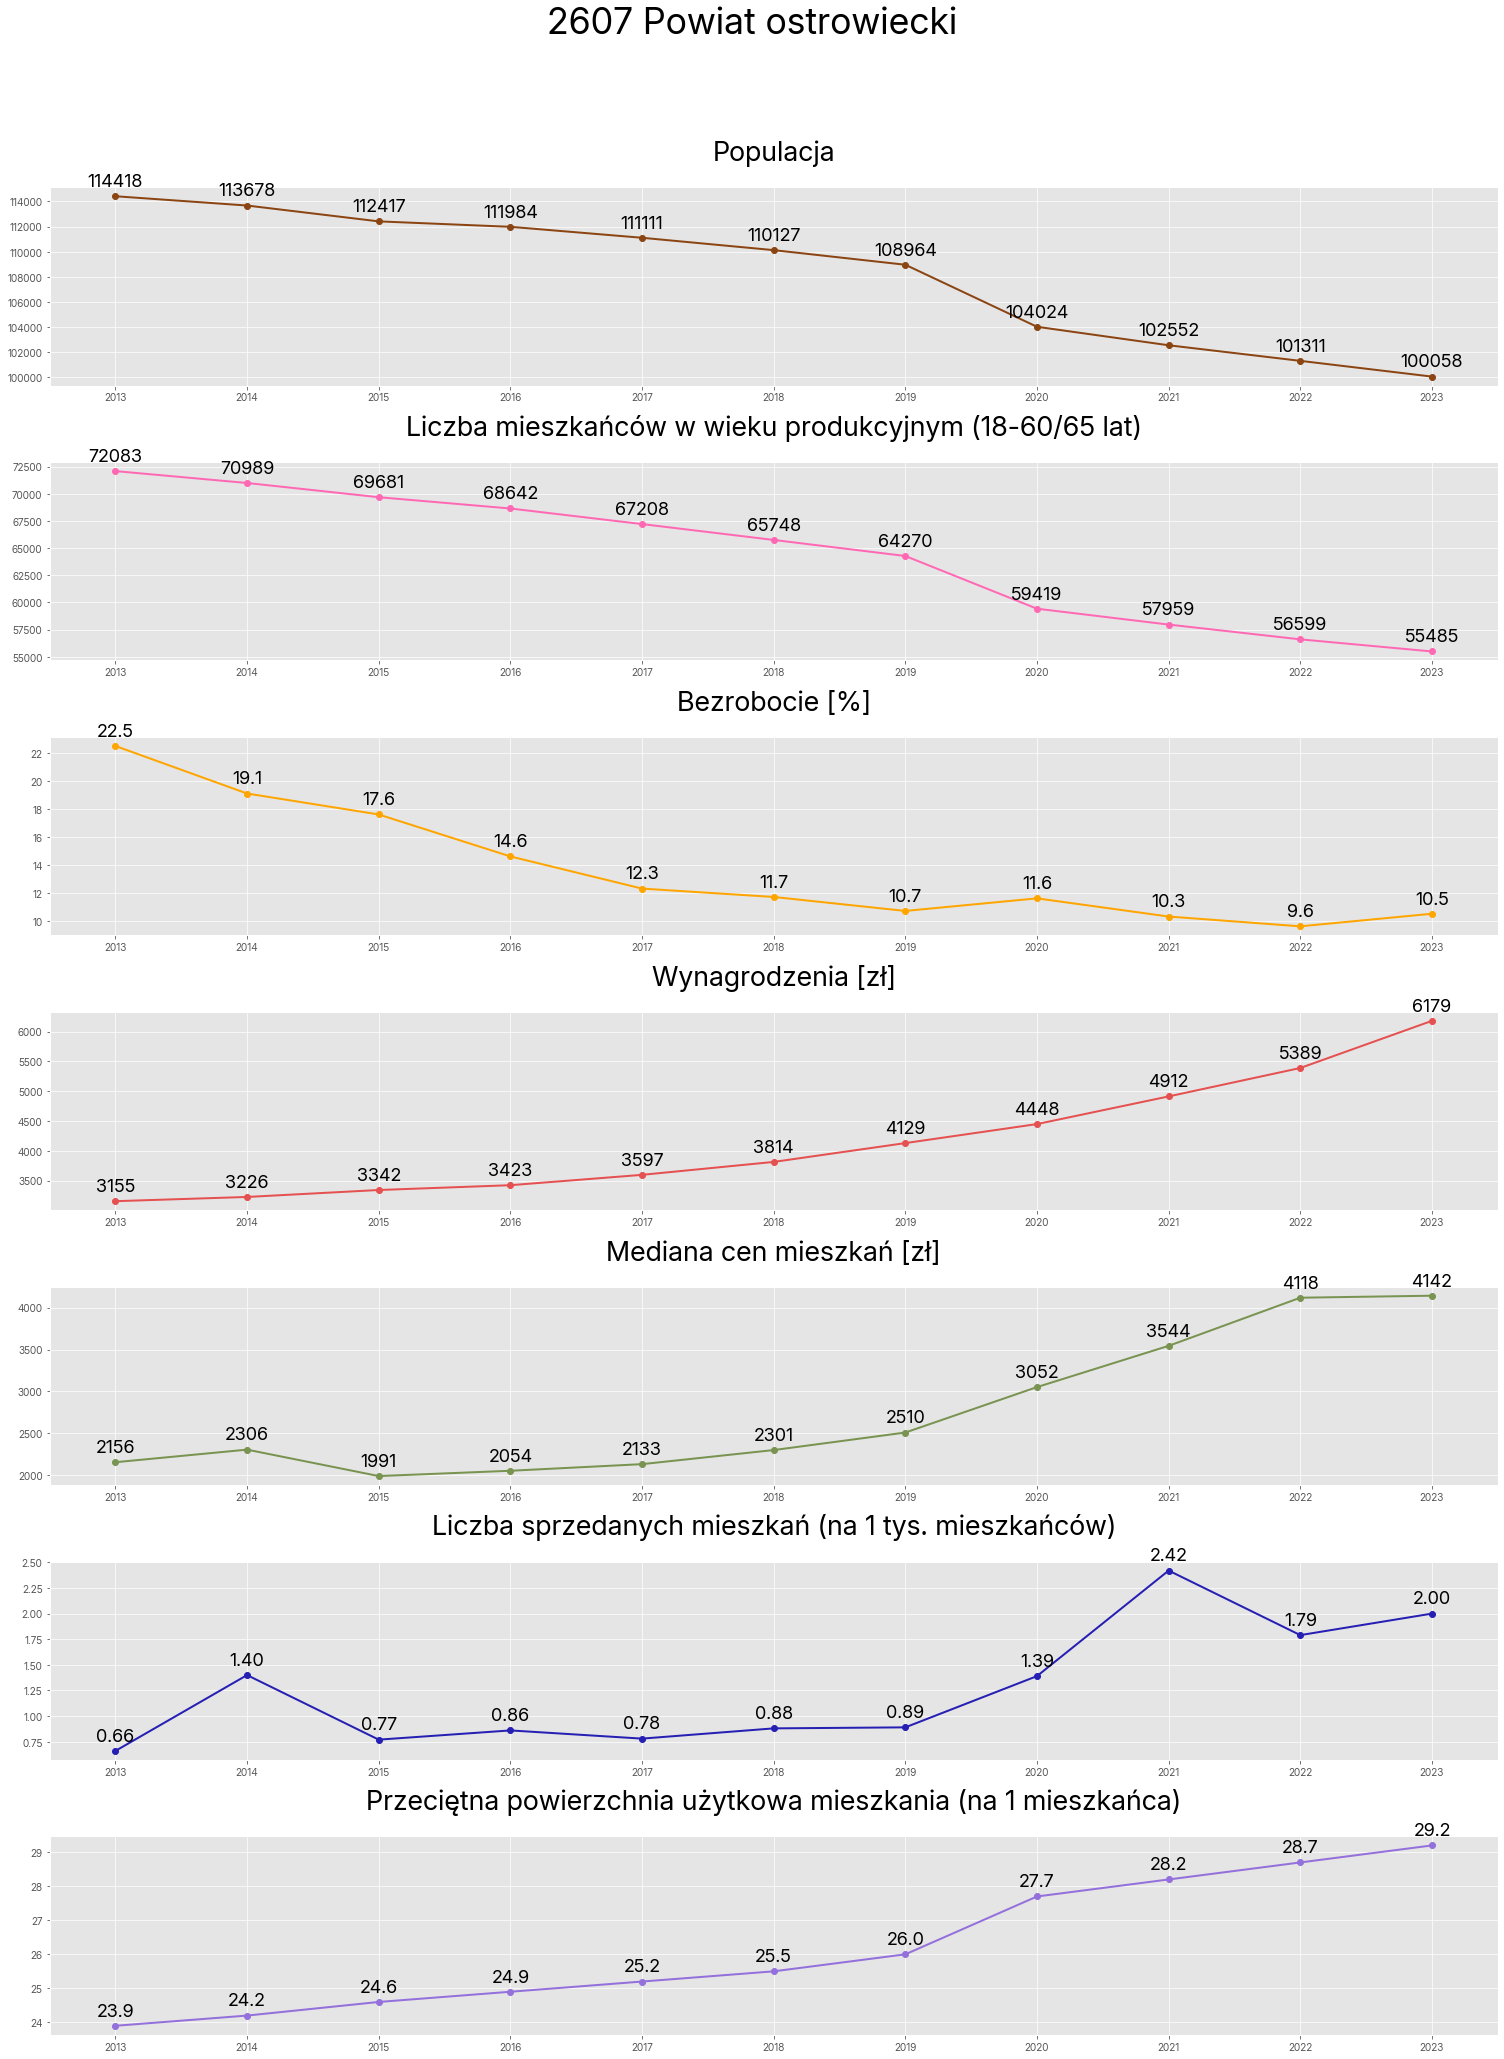 2607 Powiat ostrowiecki
Populacja
114418 113678 112417 111984 111111 110127 108964 104024 102552 101311 100058
114000
112000
110000
108000
106000
104000
102000
100000
2013 2014 2015 2016 2017 2018 2019 2020 2021 2022 2023
Liczba mieszkańców w wieku produkcyjnym (18-60/65 lat)
72083 70989 69681 68642 67208 65748 64270 59419 57959 56599 55485
72500
70000
67500
65000
62500
60000
57500
55000
2013 2014 2015 2016 2017 2018 2019 2020 2021 2022 2023
Bezrobocie [%]
22.5 19.1 17.6 14.6 12.3 11.7 10.7 11.6 10.3 9.6 10.5
22
20
18
16
14
12
10
2013 2014 2015 2016 2017 2018 2019 2020 2021 2022 2023
Wynagrodzenia [zł]
3155 3226 3342 3423 3597 3814 4129 4448 4912 5389 6179
6000
5500
5000
4500
4000
3500
2013 2014 2015 2016 2017 2018 2019 2020 2021 2022 2023
Mediana cen mieszkań [zł]
2156 2306 1991 2054 2133 2301 2510 3052 3544 4118 4142
4000
3500
3000
2500
2000
2013 2014 2015 2016 2017 2018 2019 2020 2021 2022 2023
Liczba sprzedanych mieszkań (na 1 tys. mieszkańców)
0.66 1.40 0.77 0.86 0.78 0.88 0.89 1.39 2.42 1.79 2.00
2.50
2.25
2.00
1.75
1.50
1.25
1.00
0.75
2013 2014 2015 2016 2017 2018 2019 2020 2021 2022 2023
Przeciętna powierzchnia użytkowa mieszkania (na 1 mieszkańca)
23.9 24.2 24.6 24.9 25.2 25.5 26.0 27.7 28.2 28.7 29.2
29
28
27
26
25
24
2013 2014 2015 2016 2017 2018 2019 2020 2021 2022 2023